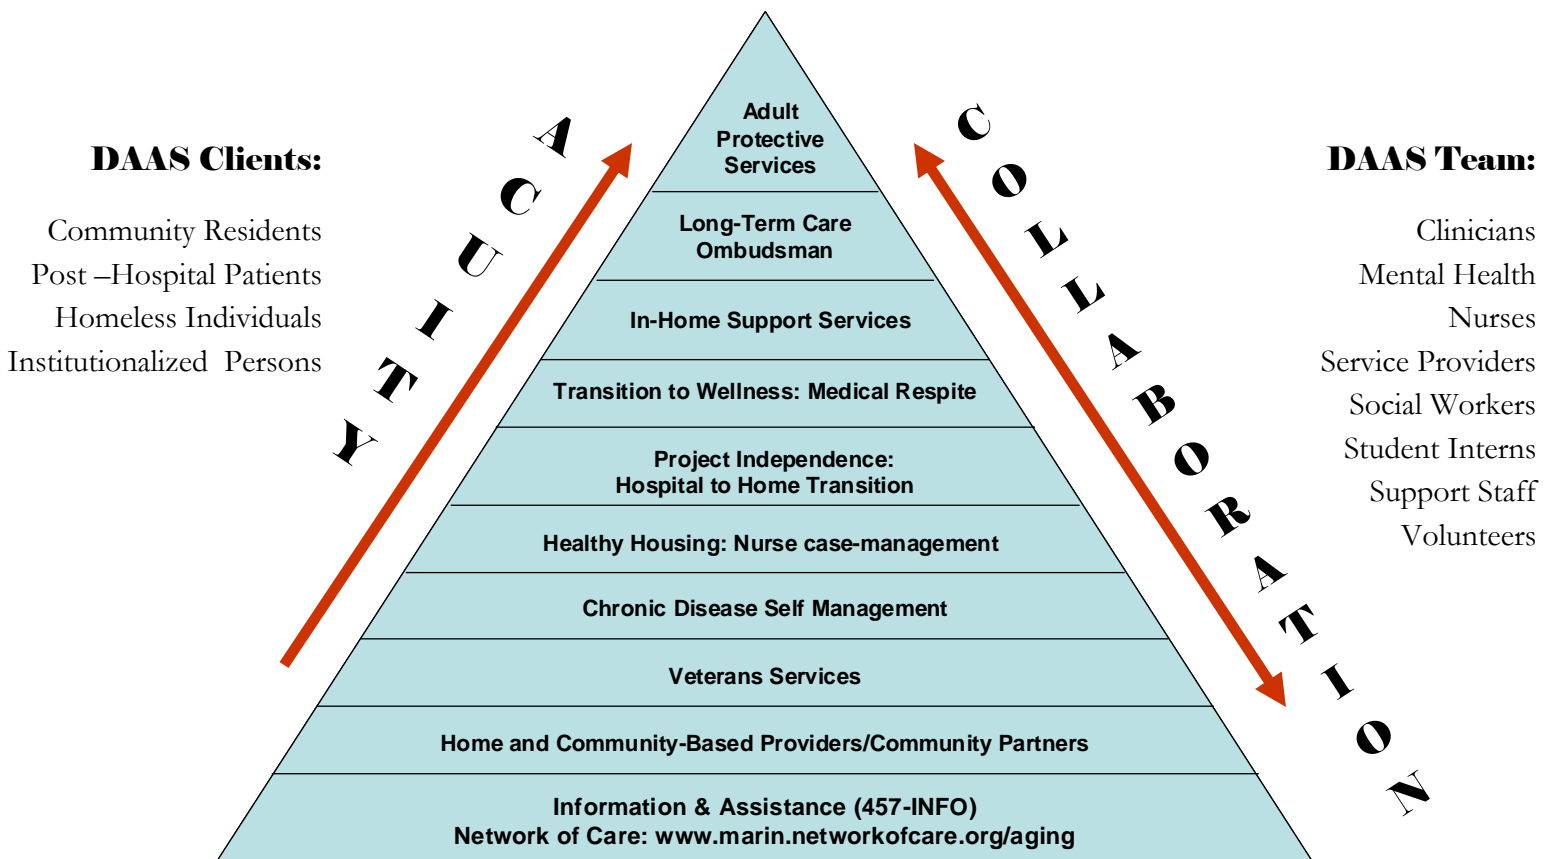 DAAS Clients:
Community Residents
Post –Hospital Patients
Homeless Individuals
Institutionalized  Persons
ACUITY
Adult
Protective
Services
Long-Term Care
Ombudsman
In-Home Support Services
Transition to Wellness: Medical Respite
Project Independence:
Hospital to Home Transition
Healthy Housing: Nurse case-management
Chronic Disease Self Management
Veterans Services
Home and Community-Based Providers/Community Partners
Information & Assistance (457-INFO)
Network of Care: www.marin.networkofcare.org/aging
COLLABORATION
DAAS Team:
Clinicians
Mental Health
Nurses
Service Providers
Social Workers
Student Interns
Support Staff
Volunteers